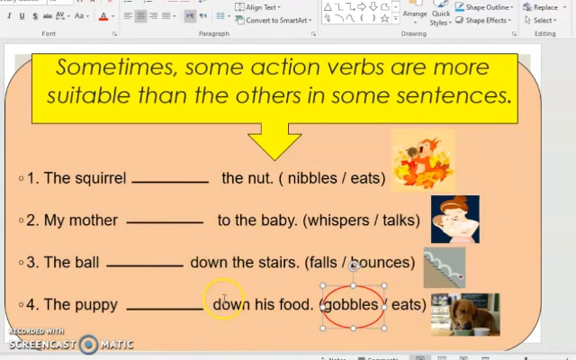 Align Text
Convert to SmartArt
Paragraph
Arrange
Quick
Styles
Shape Outline
Shape Effects
Drawing
Replace
Select
Editing
Sometimes, some action verbs are more
suitable than the others in some sentences.
1. The squirrel ________ the nut. ( nibbles / eats)
2. My mother ________ to the baby. (whispers / talks)
3. The ball ________ down the stairs. (falls / bounces)
4. The puppy ________ down his food. (gobbles / eats)
RECORDED WITH
SCREENCAST MATIC